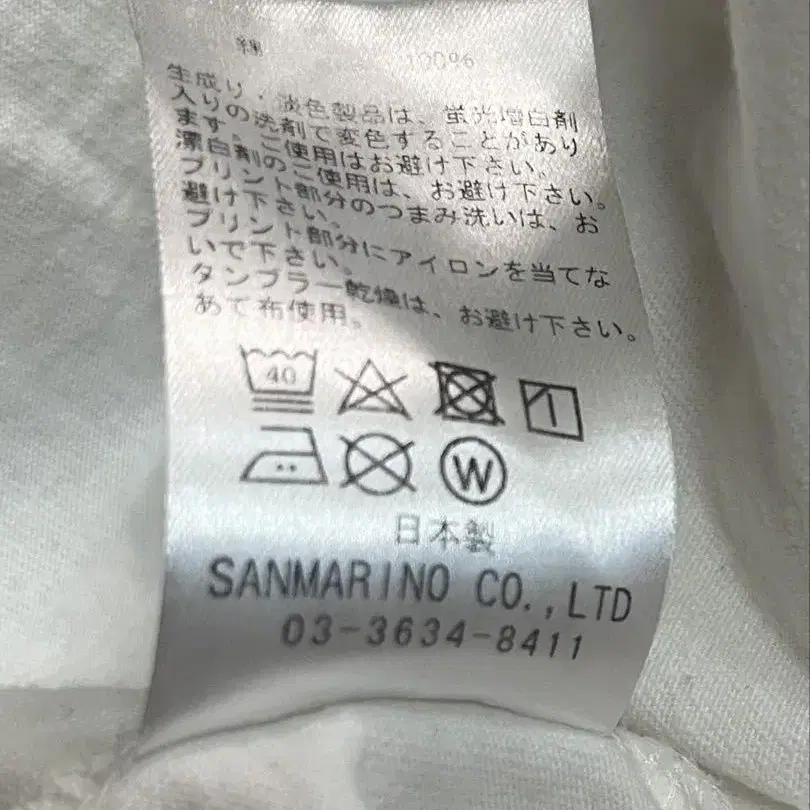 綿 100%
生成り・淡色製品は、蛍光増白剤
入りの洗剤で変色することがあり
ます。ご使用はお避け下さい。
漂白剤のご使用は、お避け下さい。
プリント部分のつまみ洗いは、お
避け下さい。
プリント部分にアイロンを当てな
いで下さい。
タンブラー乾燥は、お避け下さい。
あて布使用。
40
W
日本製
SANMARINO CO.,LTD
03-3634-8411